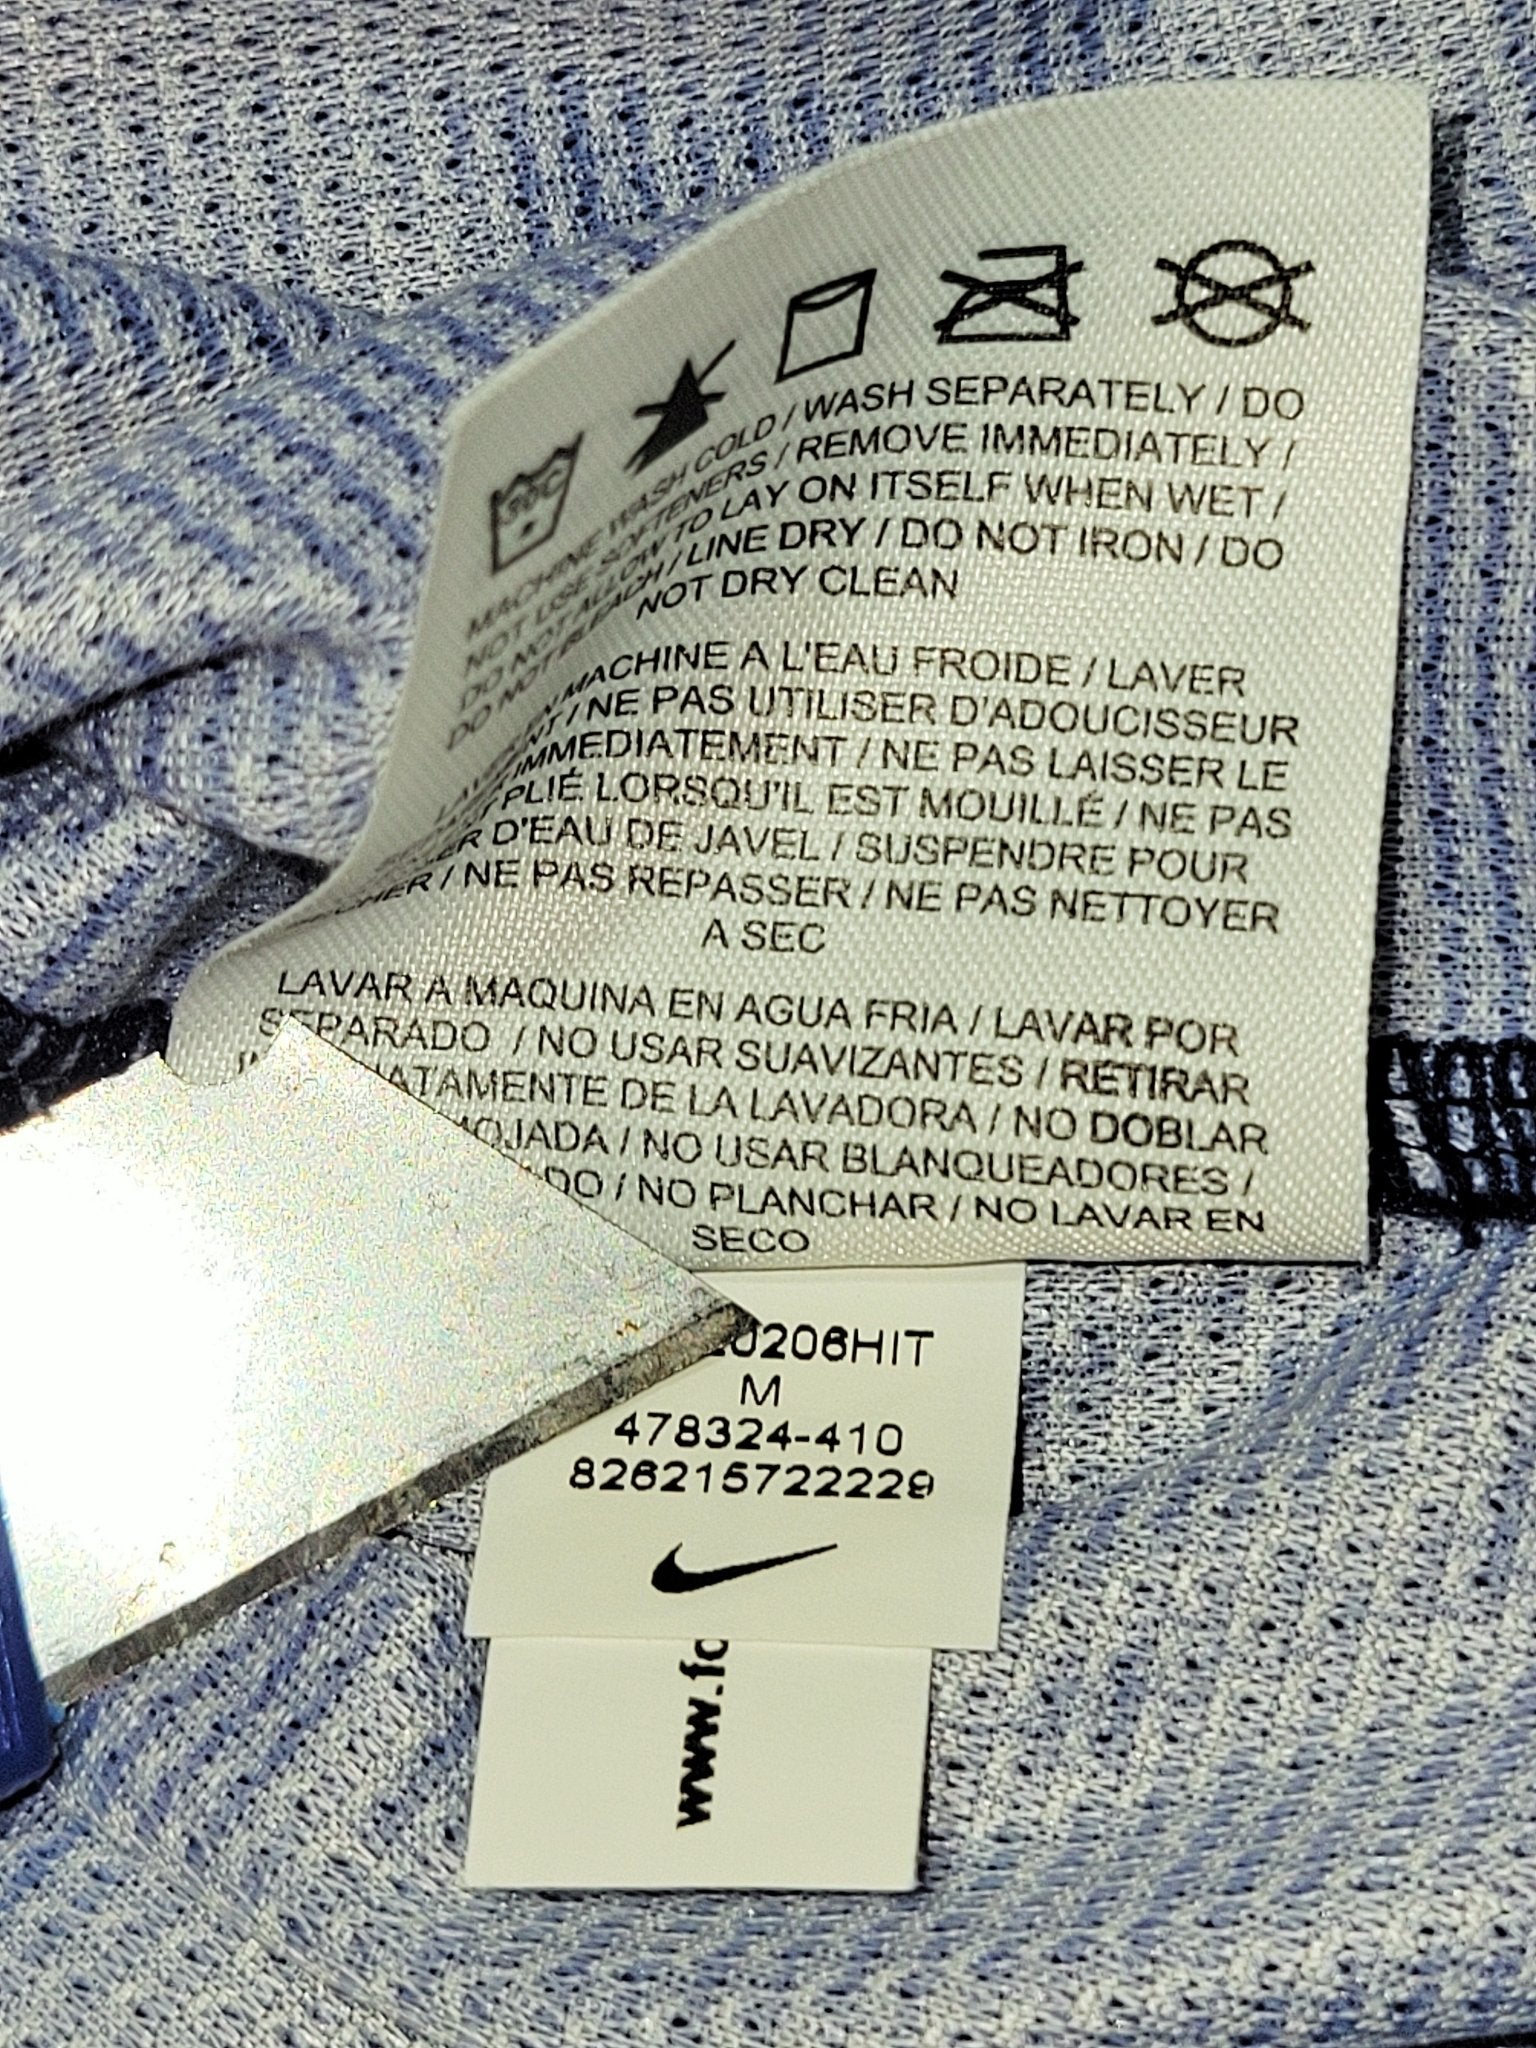 30C
MACHINE WASH COLD / WASH SEPARATELY / DO
NOT USE SOFTENERS / REMOVE IMMEDIATELY /
DO NOT ALLOW TO LAY ON ITSELF WHEN WET /
DO NOT BLEACH / LINE DRY / DO NOT IRON / DO
NOT DRY CLEAN
EN MACHINE A L'EAU FROIDE / LAVER
/ NE PAS UTILISER D'ADOUCISSEUR
IMMEDIATEMENT / NE PAS LAISSER LE
PLIÉ LORSQU'IL EST MOUILLÉ / NE PAS
D'EAU DE JAVEL / SUSPENDRE POUR
/ NE PAS REPASSER / NE PAS NETTOYER
A SEC
LAVAR A MAQUINA EN AGUA FRIA / LAVAR POR
SEPARADO / NO USAR SUAVIZANTES / RETIRAR
DE LA LAVADORA / NO DOBLAR
MOJADA / NO USAR BLANQUEADORES /
/ NO PLANCHAR / NO LAVAR EN
SECO
20206HIT
M
478324-410
826215722229
www.fo